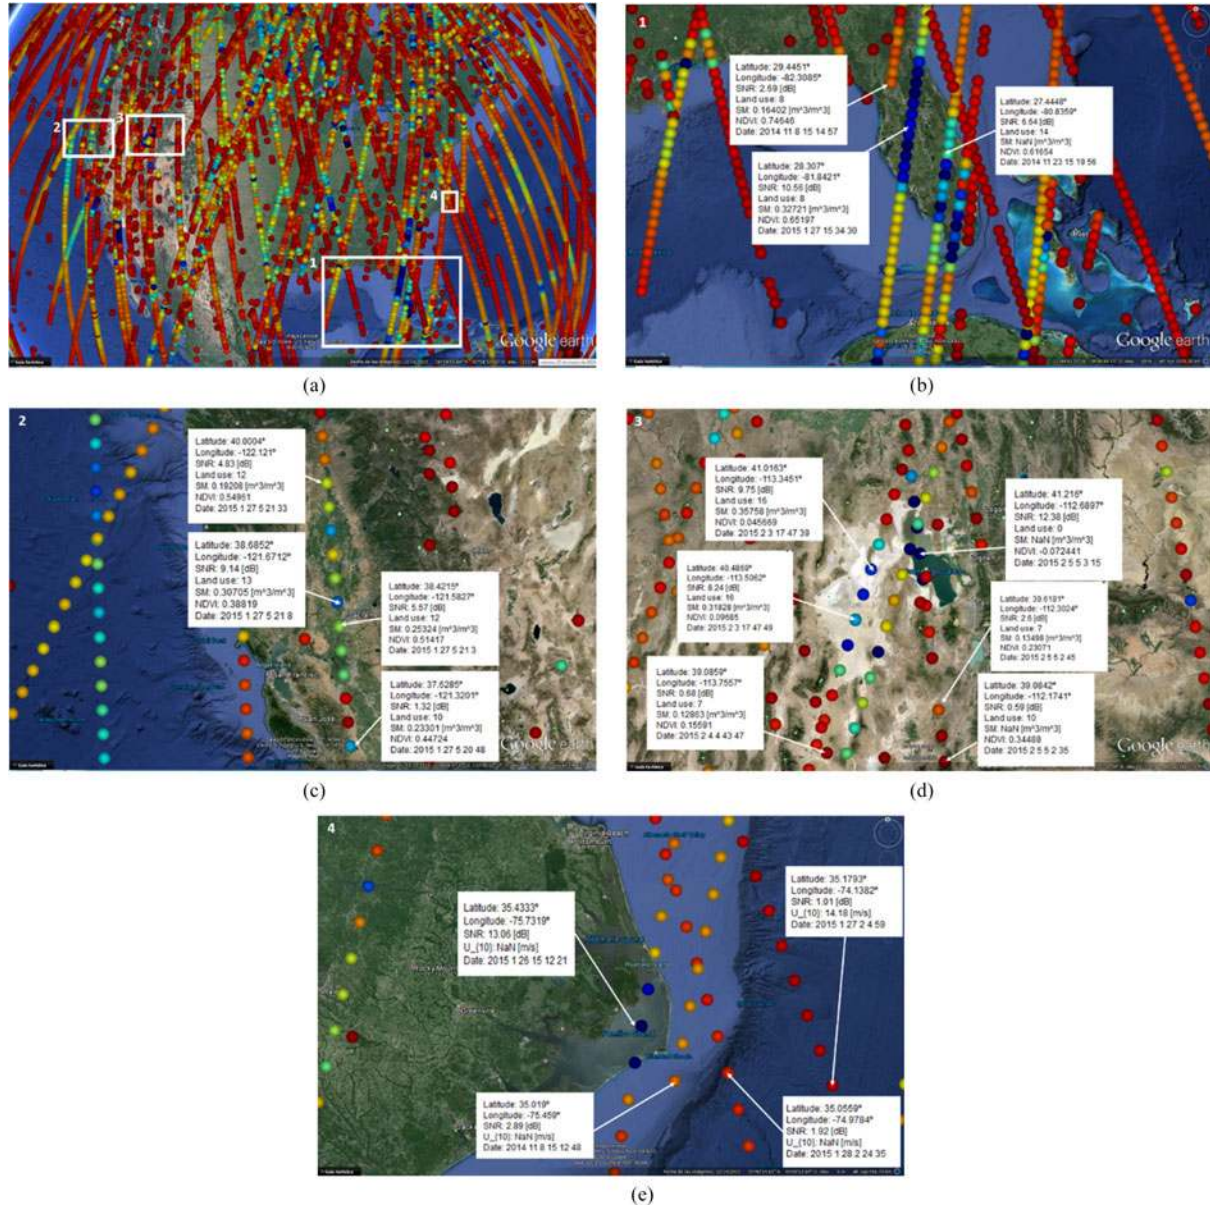 2
3
4
1
Google earth
(a)
1
Latitude: 29.4451°
Longitude: -82.3085°
SNR: 2.69 [dB]
Land use: 8
SM: 0.16402 [m^3/m^3]
NDVI: 0.74646
Date: 2014 11 8 15 14 57
Latitude: 27.4448°
Longitude: -80.8359°
SNR: 6.54 [dB]
Land use: 14
SM: NaN [m^3/m^3]
NDVI: 0.61654
Date: 2014 11 23 15 19 56
Latitude: 28.307°
Longitude: -81.8421°
SNR: 10.56 [dB]
Land use: 8
SM: 0.32721 [m^3/m^3]
NDVI: 0.65197
Date: 2015 1 27 15 34 30
Google earth
(b)
2
Latitude: 40.0004°
Longitude: -122.121°
SNR: 4.83 [dB]
Land use: 12
SM: 0.19208 [m^3/m^3]
NDVI: 0.54951
Date: 2015 1 27 5 21 33
Latitude: 38.6852°
Longitude: -121.6712°
SNR: 9.14 [dB]
Land use: 13
SM: 0.30705 [m^3/m^3]
NDVI: 0.38819
Date: 2015 1 27 5 21 8
Latitude: 38.4215°
Longitude: -121.5827°
SNR: 5.57 [dB]
Land use: 12
SM: 0.25324 [m^3/m^3]
NDVI: 0.51417
Date: 2015 1 27 5 21 3
Latitude: 37.6285°
Longitude: -121.3201°
SNR: 1.32 [dB]
Land use: 10
SM: 0.23301 [m^3/m^3]
NDVI: 0.44724
Date: 2015 1 27 5 20 48
Google earth
(c)
3
Latitude: 41.0163°
Longitude: -113.3451°
SNR: 9.75 [dB]
Land use: 16
SM: 0.35758 [m^3/m^3]
NDVI: 0.045669
Date: 2015 2 3 17 47 39
Latitude: 41.216°
Longitude: -112.6897°
SNR: 12.38 [dB]
Land use: 0
SM: NaN [m^3/m^3]
NDVI: -0.072441
Date: 2015 2 5 5 3 15
Latitude: 40.4869°
Longitude: -113.5062°
SNR: 8.24 [dB]
Land use: 16
SM: 0.31828 [m^3/m^3]
NDVI: 0.09685
Date: 2015 2 3 17 47 49
Latitude: 39.6181°
Longitude: -112.3024°
SNR: 2.6 [dB]
Land use: 7
SM: 0.13498 [m^3/m^3]
NDVI: 0.23071
Date: 2015 2 5 5 2 45
Latitude: 39.0859°
Longitude: -113.7557°
SNR: 0.68 [dB]
Land use: 7
SM: 0.12863 [m^3/m^3]
NDVI: 0.15591
Date: 2015 2 4 4 43 47
Latitude: 39.0842°
Longitude: -112.1741°
SNR: 0.59 [dB]
Land use: 10
SM: NaN [m^3/m^3]
NDVI: 0.34488
Date: 2015 2 5 5 2 35
Google earth
(d)
4
Latitude: 35.4333°
Longitude: -75.7319°
SNR: 13.06 [dB]
U_{10}: NaN [m/s]
Date: 2015 1 26 15 12 21
Latitude: 35.1793°
Longitude: -74.1382°
SNR: 1.01 [dB]
U_{10}: 14.18 [m/s]
Date: 2015 1 27 2 4 59
Greenville
Latitude: 35.019°
Longitude: -75.459°
SNR: 2.89 [dB]
U_{10}: NaN [m/s]
Date: 2014 11 8 15 12 48
Latitude: 35.0559°
Longitude: -74.9784°
SNR: 1.92 [dB]
U_{10}: NaN [m/s]
Date: 2015 1 28 2 24 35
(e)